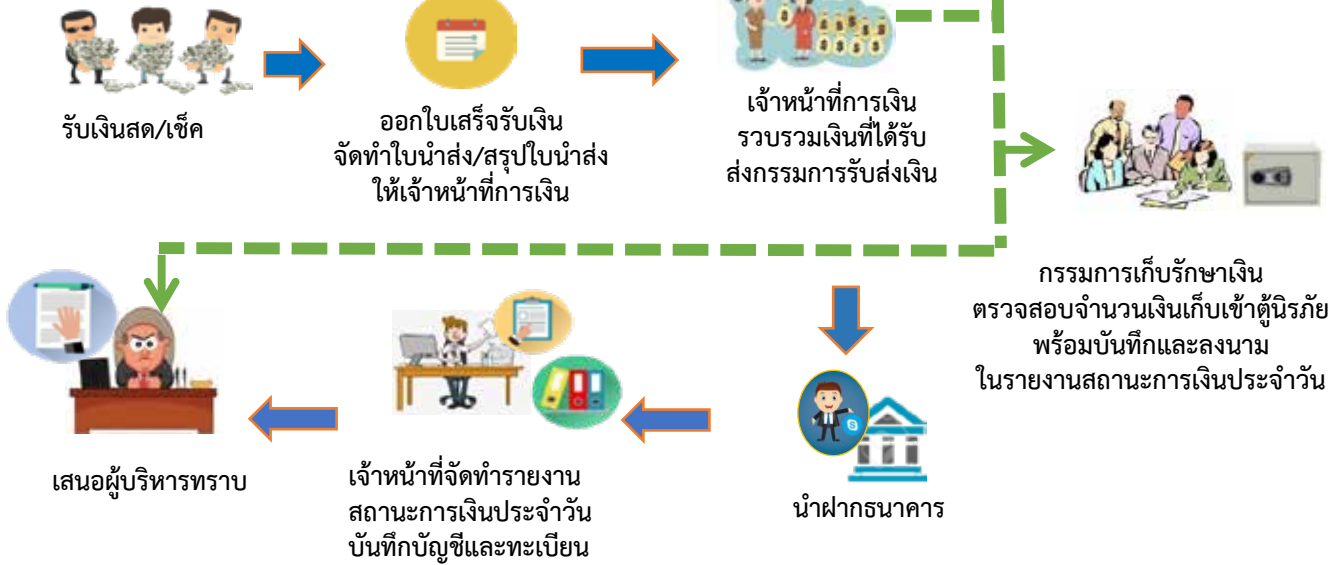 รับเงินสด/เช็ค
ออกใบเสร็จรับเงิน
จัดทำใบนำส่ง/สรุปใบนำส่ง
ให้เจ้าหน้าที่การเงิน
เจ้าหน้าที่การเงิน
รวบรวมเงินที่ได้รับ
ส่งกรรมการรับส่งเงิน
กรรมการเก็บรักษาเงิน
ตรวจสอบจำนวนเงินเก็บเข้าตู้นิรภัย
พร้อมบันทึกและลงนาม
ในรายงานสถานะการเงินประจำวัน
นำฝากธนาคาร
เจ้าหน้าที่จัดทำรายงาน
สถานะการเงินประจำวัน
บันทึกบัญชีและทะเบียน
เสนอผู้บริหารทราบ